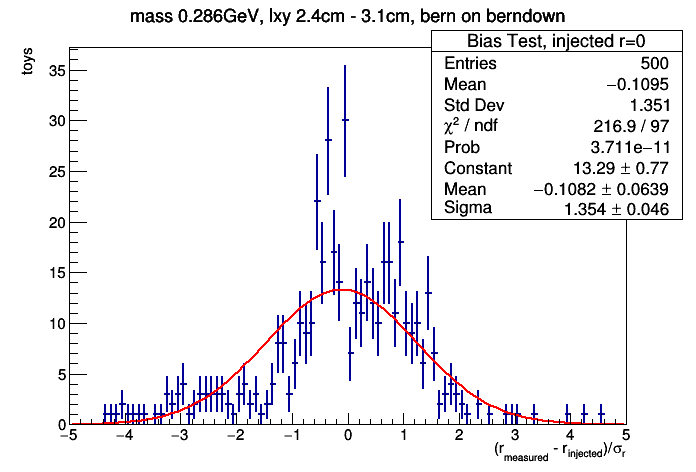 mass 0.286GeV, lxy 2.4cm - 3.1cm, bern on berndown
Bias Test, injected r=0
Entries 500
Mean −0.1095
Std Dev 1.351
χ² / ndf 216.9 / 97
Prob 3.711e−11
Constant 13.29 ± 0.77
Mean −0.1082 ± 0.0639
Sigma 1.354 ± 0.046
toys
35
30
25
20
15
10
5
0
−5 −4 −3 −2 −1 0 1 2 3 4 5
(r_measured - r_injected)/σ_r